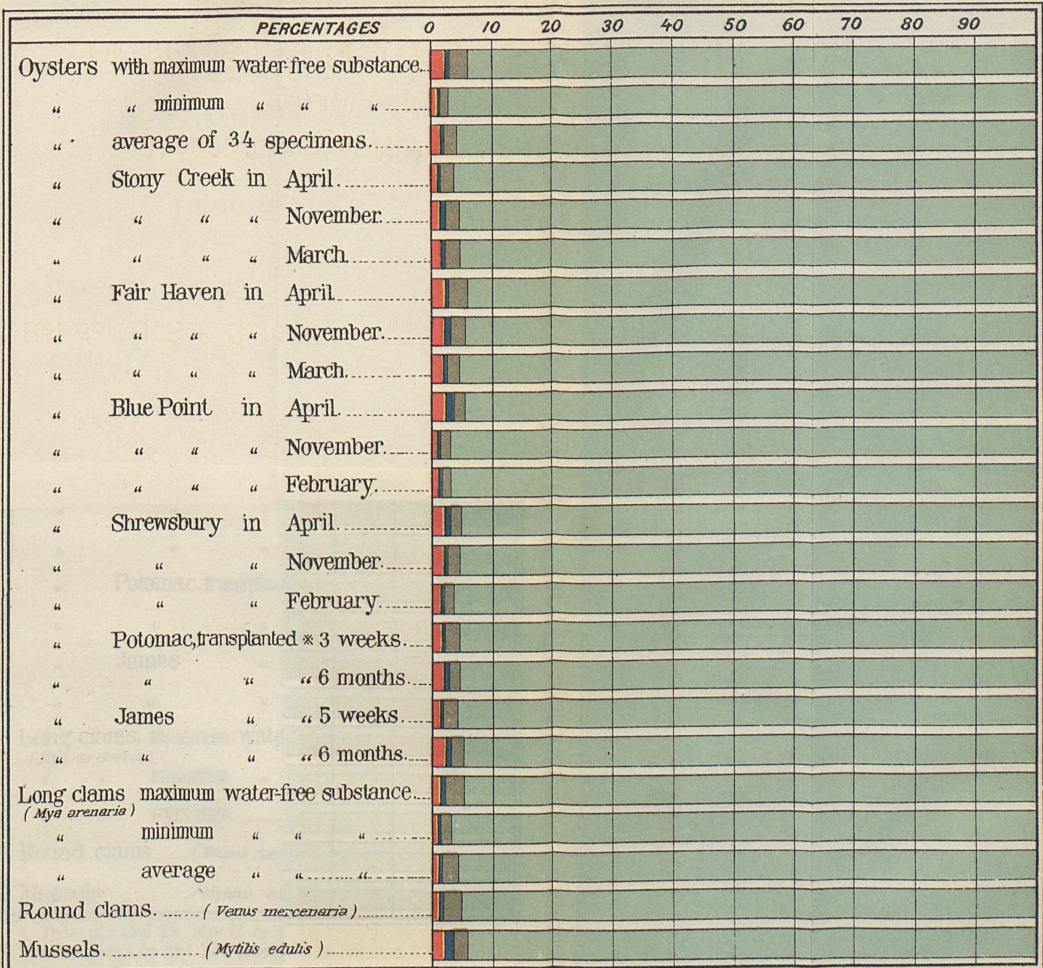 PERCENTAGES 0 10 20 30 40 50 60 70 80 90
Oysters with maximum water-free substance
„ „ minimum „ „ „
„ average of 34 specimens
„ Stony Creek in April
„ „ „ „ November
„ „ „ „ March
„ Fair Haven in April
„ „ „ „ November
„ „ „ „ March
„ Blue Point in April
„ „ „ „ November
„ „ „ „ February
„ Shrewsbury in April
„ „ „ November
„ „ „ February
„ Potomac, transplanted * 3 weeks
„ „ „ „ 6 months
„ James „ „ 5 weeks
„ „ „ „ 6 months
Long clams maximum water-free substance
(Mya arenaria)
„ minimum „ „ „
„ average „ „ „
Round clams (Venus mercenaria)
Mussels (Mytilis edulis)